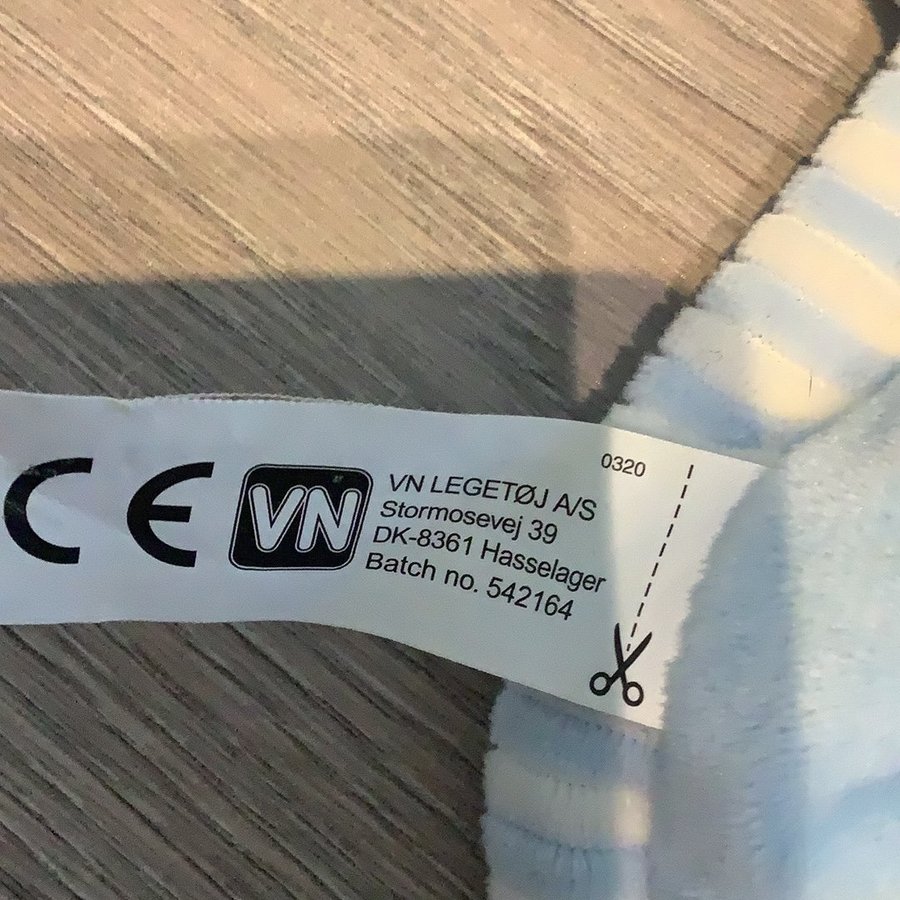 0320
CE
VN
VN LEGETØJ A/S
Stormosevej 39
DK-8361 Hasselager
Batch no. 542164